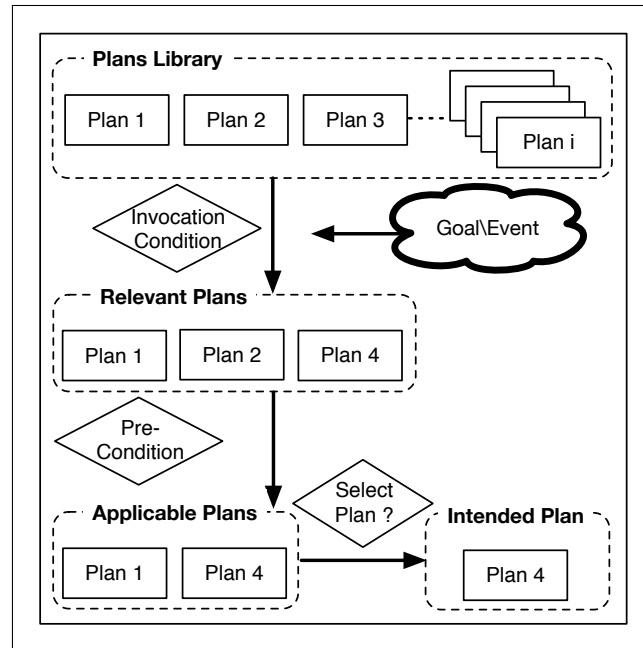 Plans Library
Plan 1
Plan 2
Plan 3
Plan i
Invocation
Condition
Goal\Event
Relevant Plans
Plan 1
Plan 2
Plan 4
Pre-
Condition
Select
Plan ?
Applicable Plans
Plan 1
Plan 4
Intended Plan
Plan 4